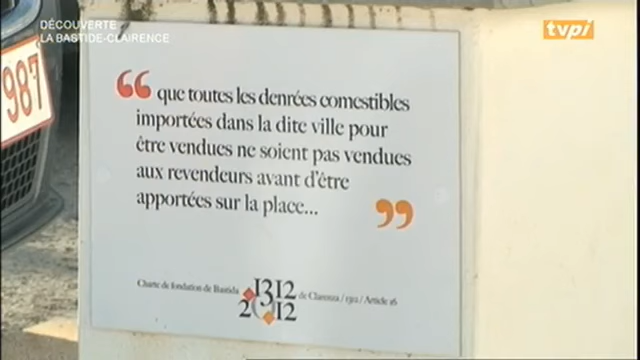 DÉCOUVERTE
LA BASTIDE-CLAIRENCE
tvpi
987
“ que toutes les denrées comestibles
importées dans la dite ville pour
être vendues ne soient pas vendues
aux revendeurs avant d’être
apportées sur la place... ”
Charte de fondation de Bastida 1312 de Clarenza / 1312 / Article 16
2012